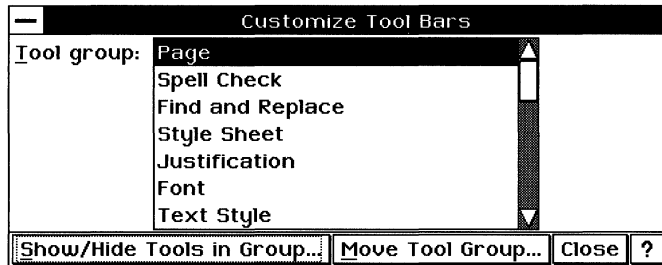 Customize Tool Bars
Tool group: Page
Spell Check
Find and Replace
Style Sheet
Justification
Font
Text Style
Show/Hide Tools in Group... Move Tool Group... Close ?